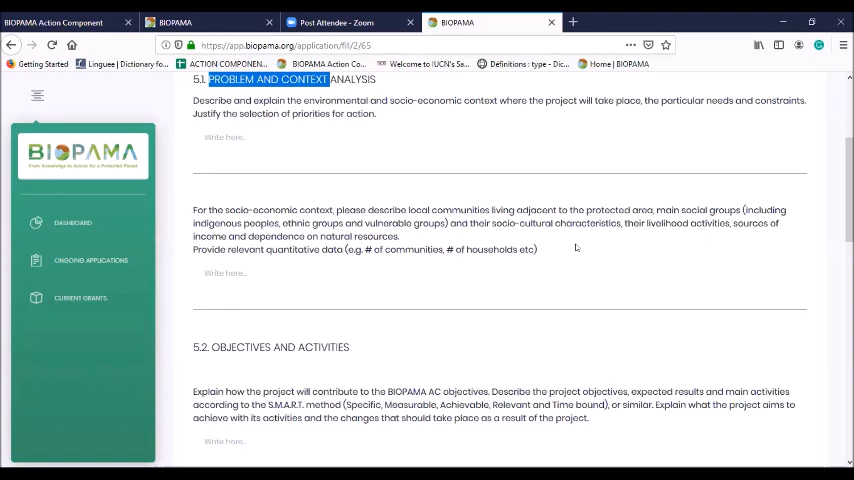 BIOPAMA Action Component
BIOPAMA
Post Attendee - Zoom
BIOPAMA
https://app.biopama.org/application/fill/2/65
Getting Started
Linguee | Dictionary fo...
ACTION COMPONENT...
BIOPAMA Action Co...
Welcome to IUCN's Sa...
Définitions : type - Dic...
Home | BIOPAMA
5.1. PROBLEM AND CONTEXT ANALYSIS
Describe and explain the environmental and socio-economic context where the project will take place, the particular needs and constraints.
Justify the selection of priorities for action.
Write here..
BIOPAMA
From Knowledge to Action for a Protected Planet
DASHBOARD
ONGOING APPLICATIONS
CURRENT GRANTS
For the socio-economic context, please describe local communities living adjacent to the protected area, main social groups (including
indigenous peoples, ethnic groups and vulnerable groups) and their socio-cultural characteristics, their livelihood activities, sources of
income and dependence on natural resources.
Provide relevant quantitative data (e.g. # of communities, # of households etc)
Write here..
5.2. OBJECTIVES AND ACTIVITIES
Explain how the project will contribute to the BIOPAMA AC objectives. Describe the project objectives, expected results and main activities
according to the S.M.A.R.T. method (Specific, Measurable, Achievable, Relevant and Time bound), or similar. Explain what the project aims to
achieve with its activities and the changes that should take place as a result of the project.
Write here..